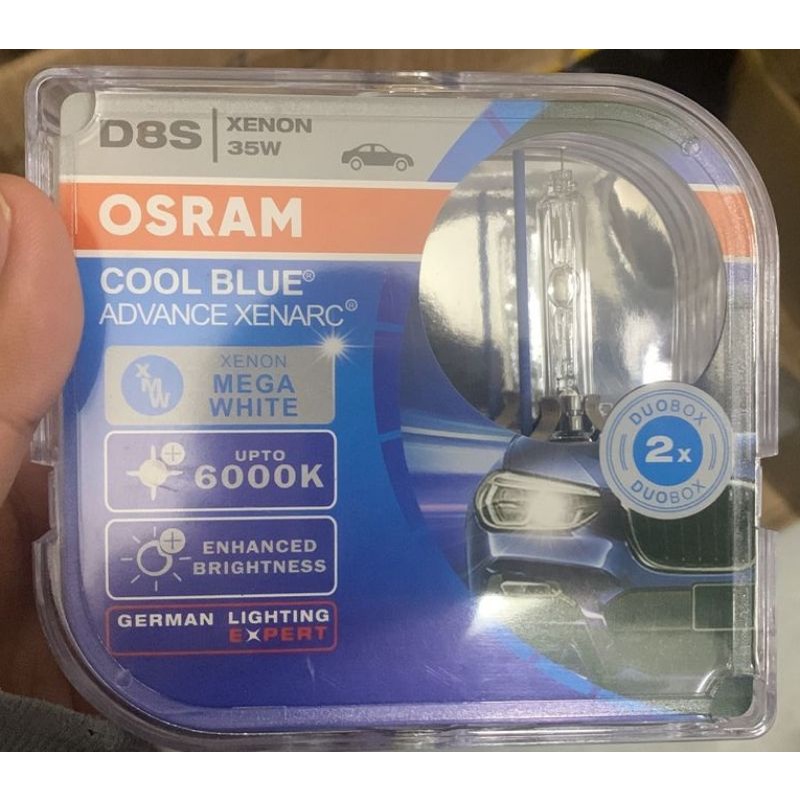 D8S
XENON
35W
OSRAM
COOL BLUE®
ADVANCE XENARC®
XMW
XENON
MEGA
WHITE
UPTO
6000K
ENHANCED
BRIGHTNESS
GERMAN LIGHTING
EXPERT
DUOBOX
2x
DUOBOX